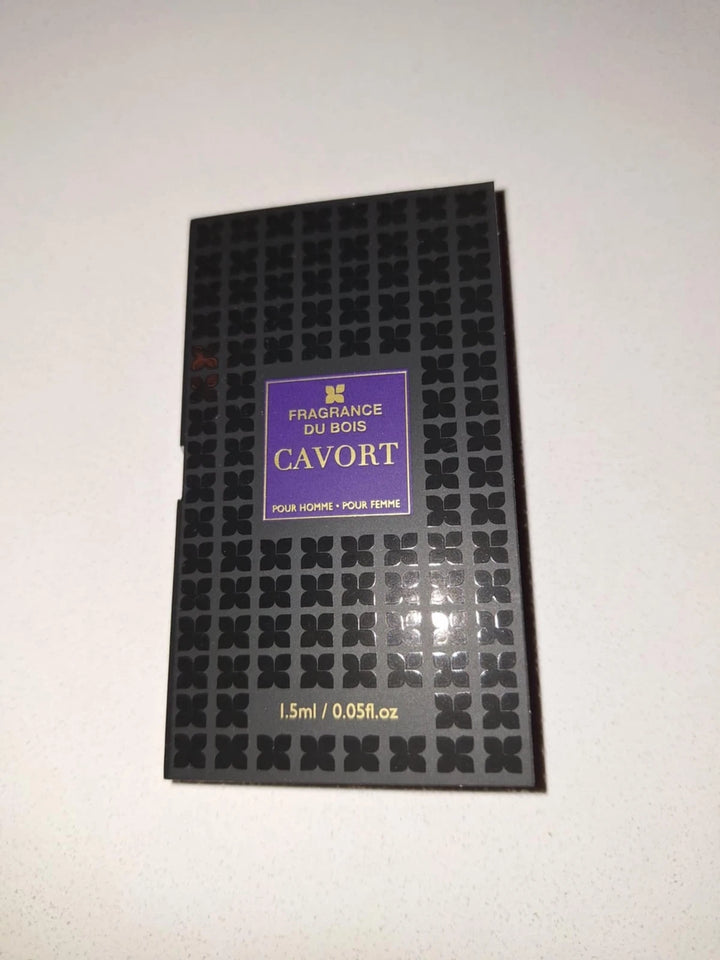 FRAGRANCE
DU BOIS
CAVORT
POUR HOMME • POUR FEMME
1.5ml / 0.05fl.oz